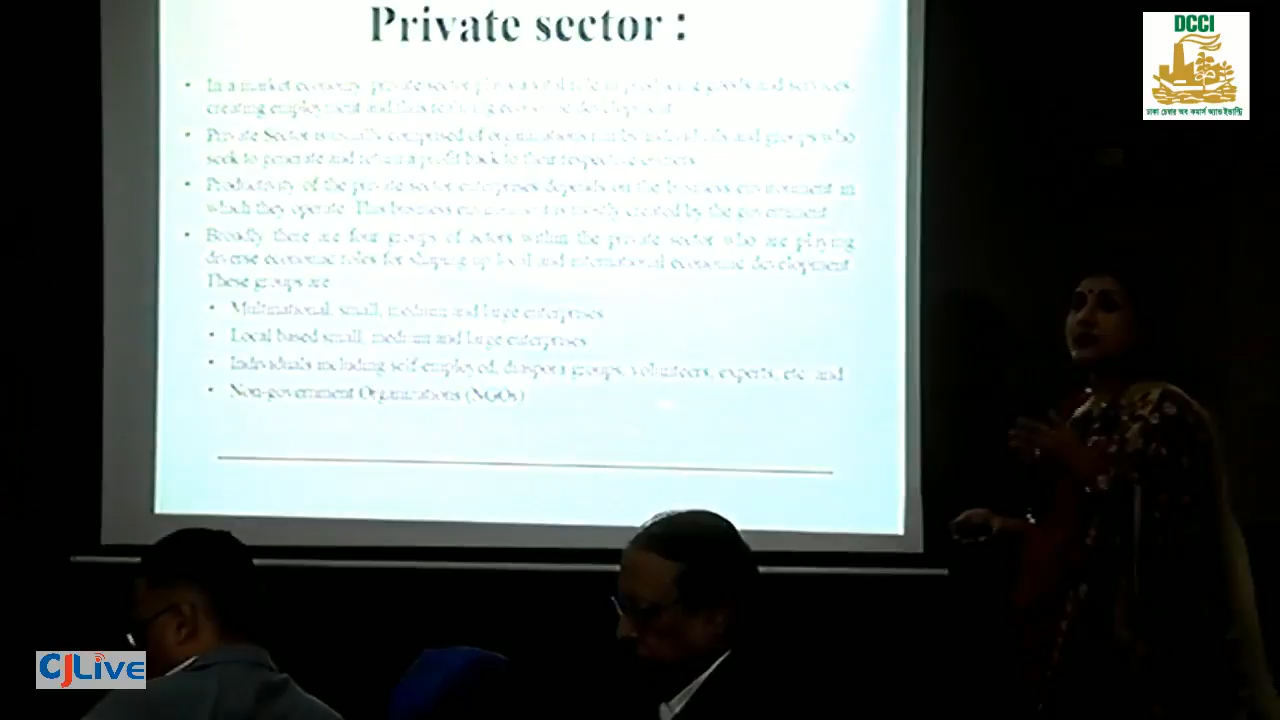 Private sector :
DCCI
ঢাকা চেম্বার অব কমার্স অ্যান্ড ইন্ডাস্ট্রি
• In a market economy, private sector plays a vital role in producing goods and services,
creating employment and thus realizing economic development.
• Private Sector is usually comprised of organizations run by individuals and groups who
seek to generate and return a profit back to their respective owners.
• Productivity of the private sector enterprises depends on the business environment in
which they operate. This business environment is mostly created by the government.
• Broadly there are four groups of actors within the private sector who are playing
diverse economic roles for shaping up local and international economic development.
These groups are
• Multinational, small, medium and large enterprises
• Local based small, medium and large enterprises
• Individuals including self-employed, diaspora groups, volunteers, experts, etc. and
• Non-government Organizations (NGOs)
CJLIVE